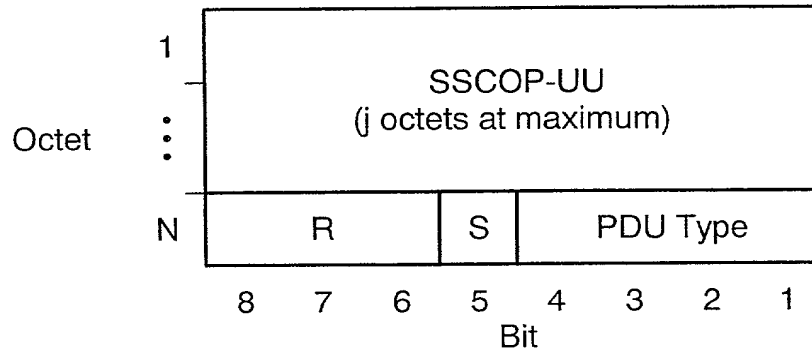 1
SSCOP-UU
(j octets at maximum)
Octet
N
R
S
PDU Type
8 7 6 5 4 3 2 1
Bit